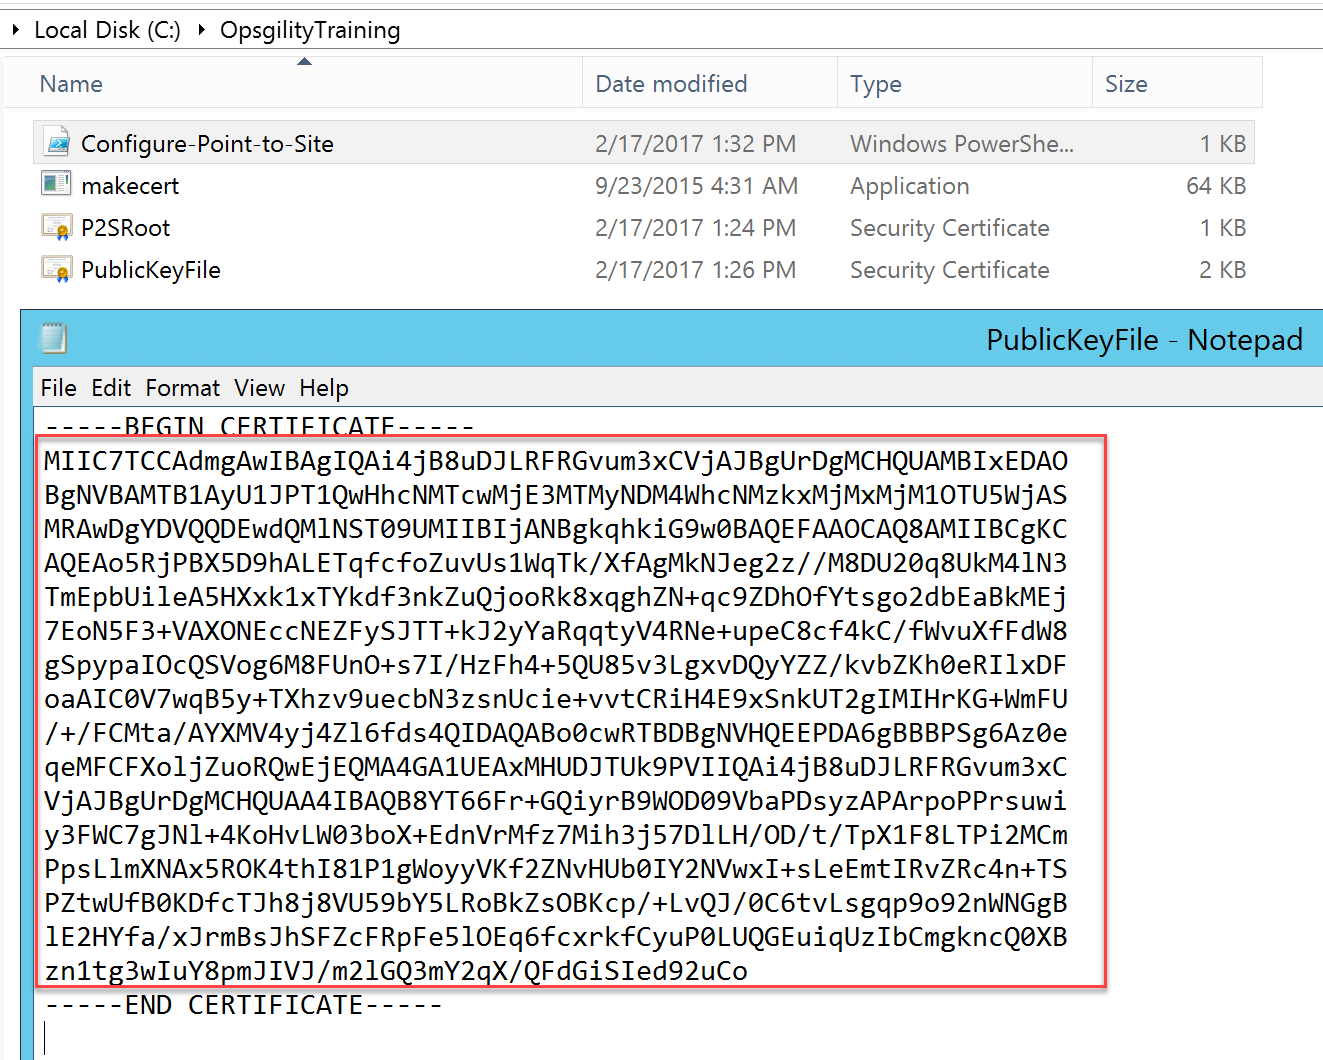 Local Disk (C:) OpsgilityTraining
Name Date modified Type Size
Configure-Point-to-Site 2/17/2017 1:32 PM Windows PowerShe... 1 KB
makecert 9/23/2015 4:31 AM Application 64 KB
P2SRoot 2/17/2017 1:24 PM Security Certificate 1 KB
PublicKeyFile 2/17/2017 1:26 PM Security Certificate 2 KB
PublicKeyFile - Notepad
File Edit Format View Help
-----BEGIN CERTIFICATE-----
MIIC7TCCAdmgAwIBAgIQAi4jB8uDJLRFRGvum3xCVjAJBgUrDgMCHQUAMBIxEDAO
BgNVBAMTB1AyU1JPT1QwHhcNMTcwMjE3MTMyNDM4WhcNMzkxMjMxMjM1OTU5WjAS
MRAwDgYDVQQDEwdQMlNST09UMIIBIjANBgkqhkiG9w0BAQEFAAOCAQ8AMIIBCgKC
AQEAo5RjPBX5D9hALETqfcfoZuvUs1WqTk/XfAgMkNJeg2z//M8DU20q8UkM4lN3
TmEpbUileA5HXxk1xTYkdf3nkZuQjooRk8xqghZN+qc9ZDhOfYtsgo2dbEaBkMEj
7EoN5F3+VAXONEccNEZFySJTT+kJ2yYaRqqtyV4RNe+upeC8cf4kC/fWvuXfFdW8
gSpypaIOcQSVog6M8FUnO+s7I/HzFh4+5QU85v3LgxvDQyYZZ/kvbZKh0eRIlxDF
oaAIC0V7wqB5y+TXhzv9uecbN3zsnUcie+vvtCRiH4E9xSnkUT2gIMIHrKG+WmFU
/+/FCMta/AYXMV4yj4Zl6fds4QIDAQABo0cwRTBDBgNVHQEEPDA6gBBBPSg6Az0e
qeMFCFXoljZuoRQwEjEQMA4GA1UEAxMHUDJTUk9PVIIQAi4jB8uDJLRFRGvum3xC
VjAJBgUrDgMCHQUAA4IBAQB8YT66Fr+GQiyrB9WOD09VbaPDsyzAPArpoPPrsuwi
y3FWC7gJNl+4KoHvLW03boX+EdnVrMfz7Mih3j57DlLH/OD/t/TpX1F8LTPi2MCm
PpsLlmXNAx5ROK4thI81P1gWoyyVKf2ZNvHUb0IY2NVwxI+sLeEmtIRvZRc4n+TS
PZtwUfB0KDfcTJh8j8VU59bY5LRoBkZsOBKcp/+LvQJ/0C6tvLsgqp9o92nWNGgB
lE2HYfa/xJrmBsJhSFZcFRpFe5lOEq6fcxrkfCyuP0LUQGEuiqUzIbCmgkncQ0XB
zn1tg3wIuY8pmJIVJ/m2lGQ3mY2qX/QFdGiSIed92uCo
-----END CERTIFICATE-----